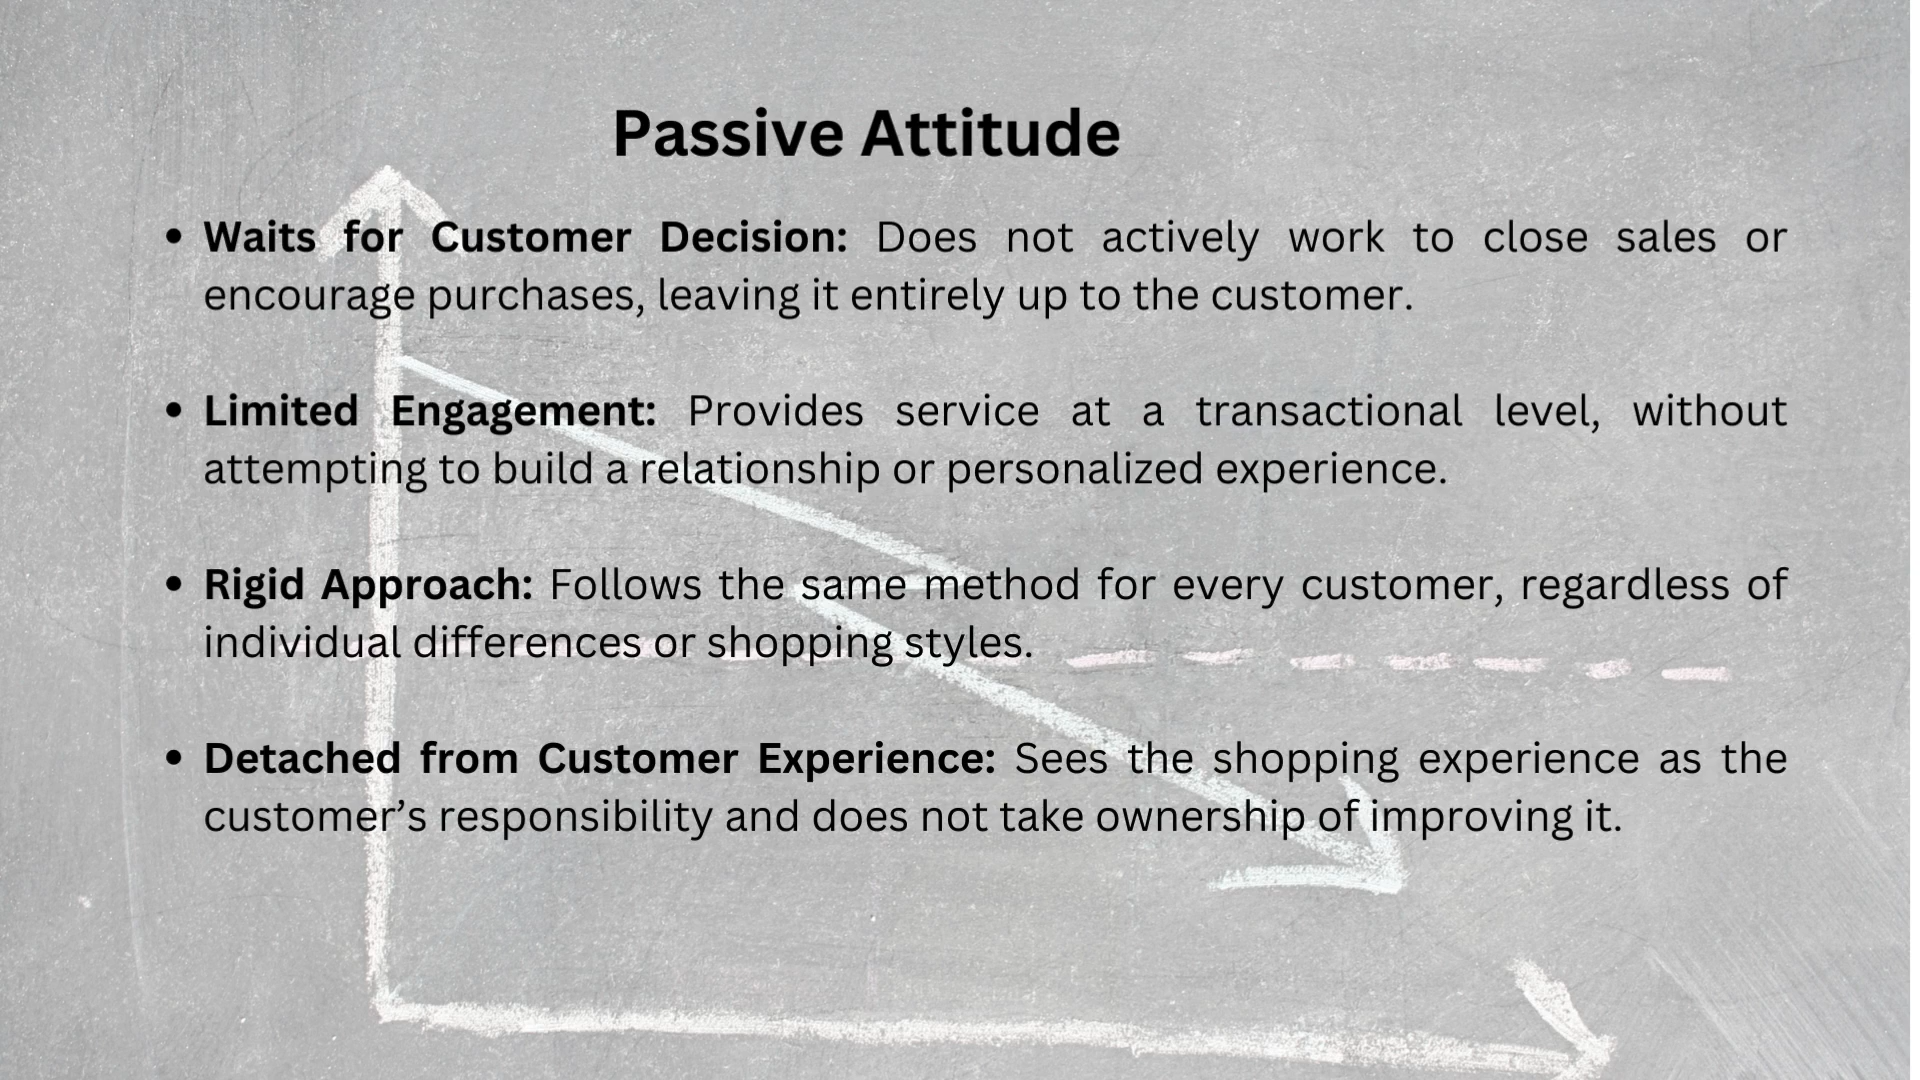 Passive Attitude
• Waits for Customer Decision: Does not actively work to close sales or
encourage purchases, leaving it entirely up to the customer.
• Limited Engagement: Provides service at a transactional level, without
attempting to build a relationship or personalized experience.
• Rigid Approach: Follows the same method for every customer, regardless of
individual differences or shopping styles.
• Detached from Customer Experience: Sees the shopping experience as the
customer’s responsibility and does not take ownership of improving it.